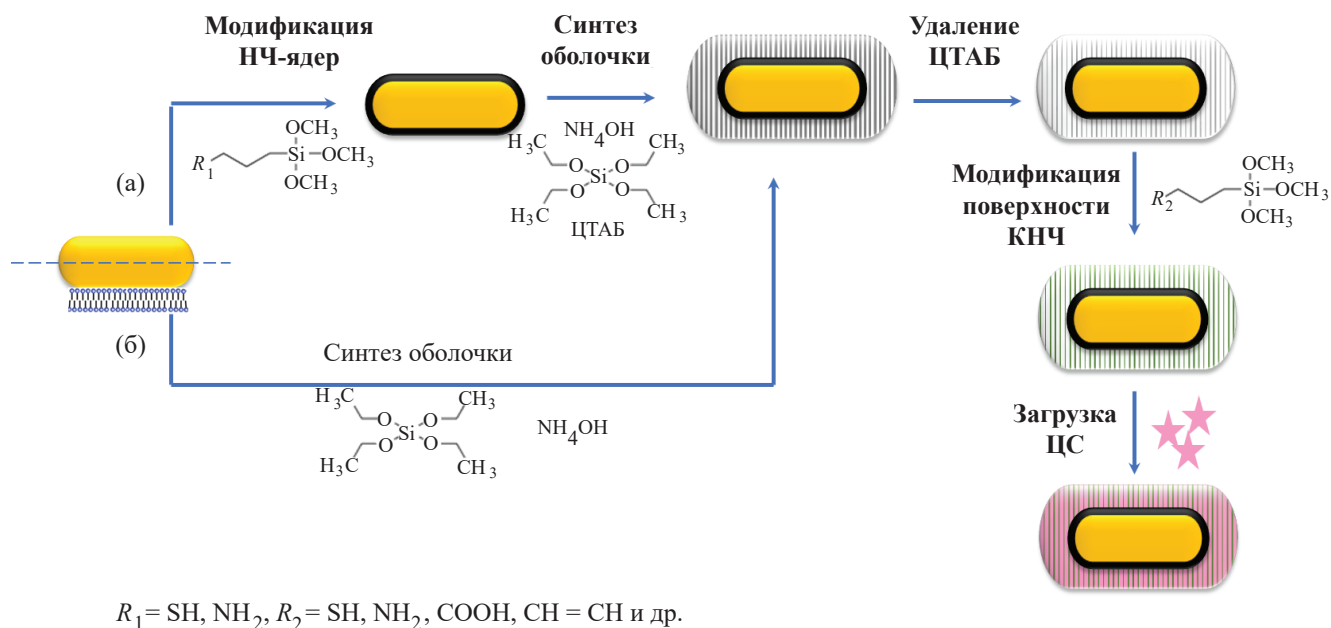 Модификация
НЧ-ядер
Синтез
оболочки
Удаление
ЦТАБ
(а)
R1
Si
OCH3
OCH3
OCH3
NH4OH
H3C
CH3
O
O
Si
O
O
H3C
CH3
ЦТАБ
Модификация
поверхности
КНЧ
R2
Si
OCH3
OCH3
OCH3
(б)
Синтез оболочки
H3C
CH3
O
O
Si
O
O
H3C
CH3
NH4OH
Загрузка
ЦС
R1 = SH, NH2, R2 = SH, NH2, COOH, CH = CH и др.